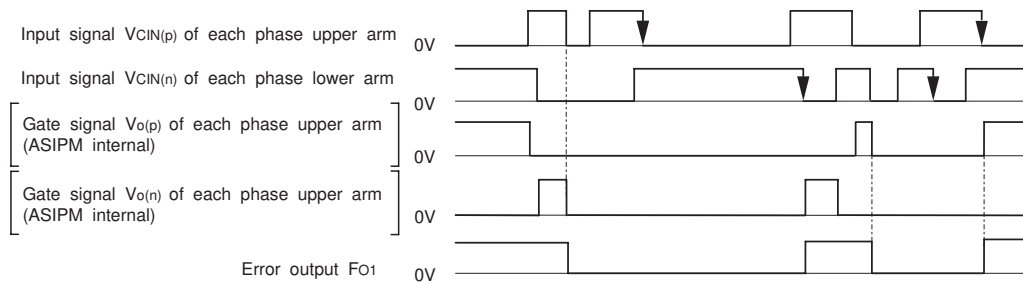 Input signal VCIN(p) of each phase upper arm
0V
Input signal VCIN(n) of each phase lower arm
0V
Gate signal Vo(p) of each phase upper arm
(ASIPM internal)
0V
Gate signal Vo(n) of each phase upper arm
(ASIPM internal)
0V
Error output FO1
0V